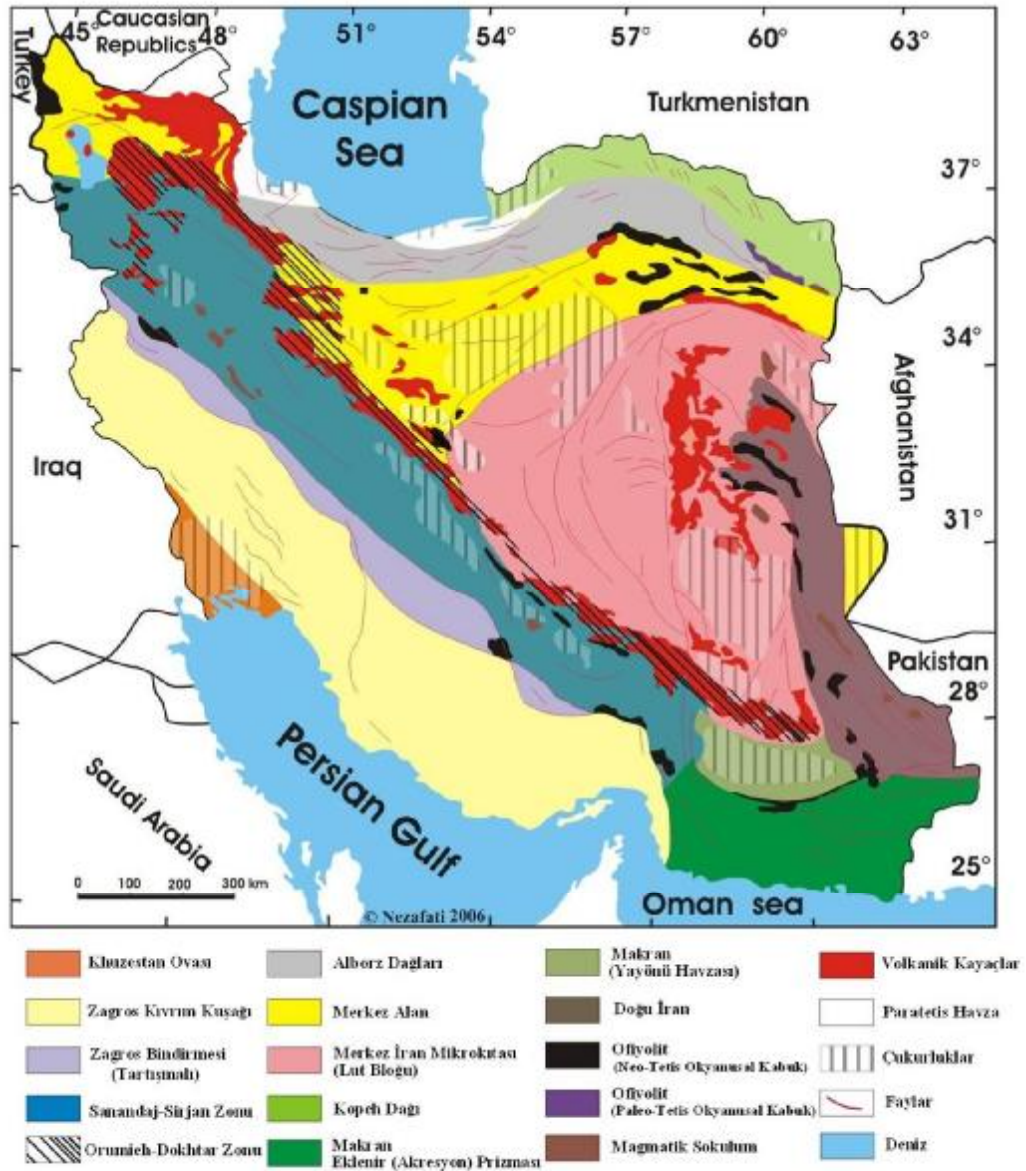 45°
48°
51°
54°
57°
60°
63°
Caucasian
Republics
Turkey
Caspian
Sea
Turkmenistan
37°
34°
Afghanistan
Iraq
31°
Pakistan
28°
Persian Gulf
Saudi Arabia
25°
0 100 200 300 km
© Nezafati 2006
Oman sea
Khuzestan Ovası
Zagros Kıvrım Kuşağı
Zagros Bindirmesi
(Tartışmalı)
Sanandaj-Sirjan Zonu
Orumieh-Dokhtar Zonu
Alborz Dağları
Merkez Alan
Merkez İran Mikrokıtası
(Lut Bloğu)
Kopeh Dağı
Makran
Eklenir (Akresyon) Prizması
Makran
(Yayönü Havzası)
Doğu İran
Ofiyolit
(Neo-Tetis Okyanusal Kabuk)
Ofiyolit
(Paleo-Tetis Okyanusal Kabuk)
Magmatik Sokulum
Volkanik Kayaçlar
Paratetis Havza
Çukurluklar
Faylar
Deniz